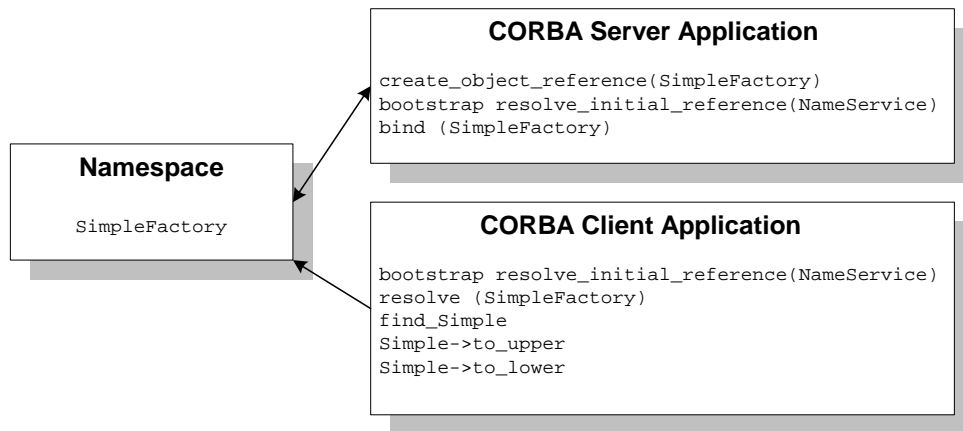 CORBA Server Application
create_object_reference(SimpleFactory)
bootstrap resolve_initial_reference(NameService)
bind (SimpleFactory)
Namespace
SimpleFactory
CORBA Client Application
bootstrap resolve_initial_reference(NameService)
resolve (SimpleFactory)
find_Simple
Simple->to_upper
Simple->to_lower